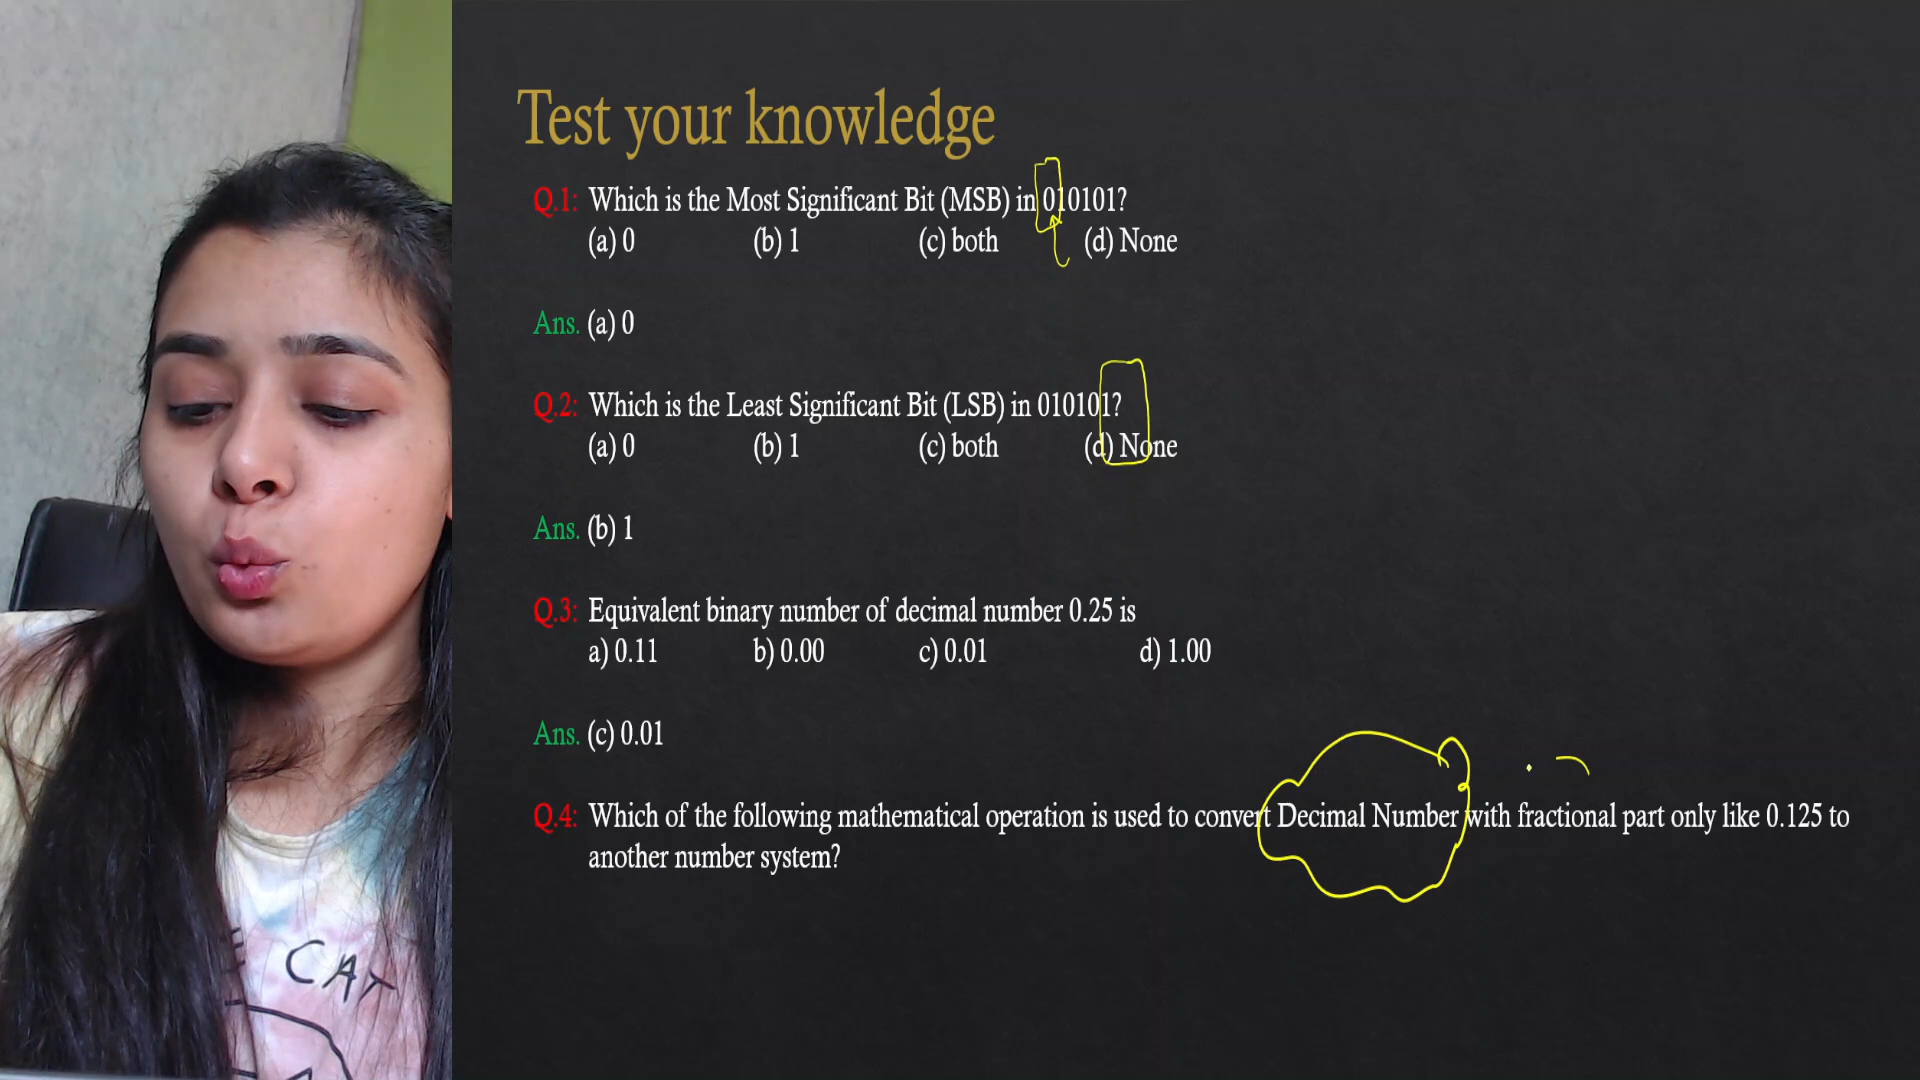 Test your knowledge
Q.1: Which is the Most Significant Bit (MSB) in 010101?
(a) 0 (b) 1 (c) both (d) None
Ans. (a) 0
Q.2: Which is the Least Significant Bit (LSB) in 010101?
(a) 0 (b) 1 (c) both (d) None
Ans. (b) 1
Q.3: Equivalent binary number of decimal number 0.25 is
a) 0.11 b) 0.00 c) 0.01 d) 1.00
Ans. (c) 0.01
Q.4: Which of the following mathematical operation is used to convert Decimal Number with fractional part only like 0.125 to
another number system?
CAT